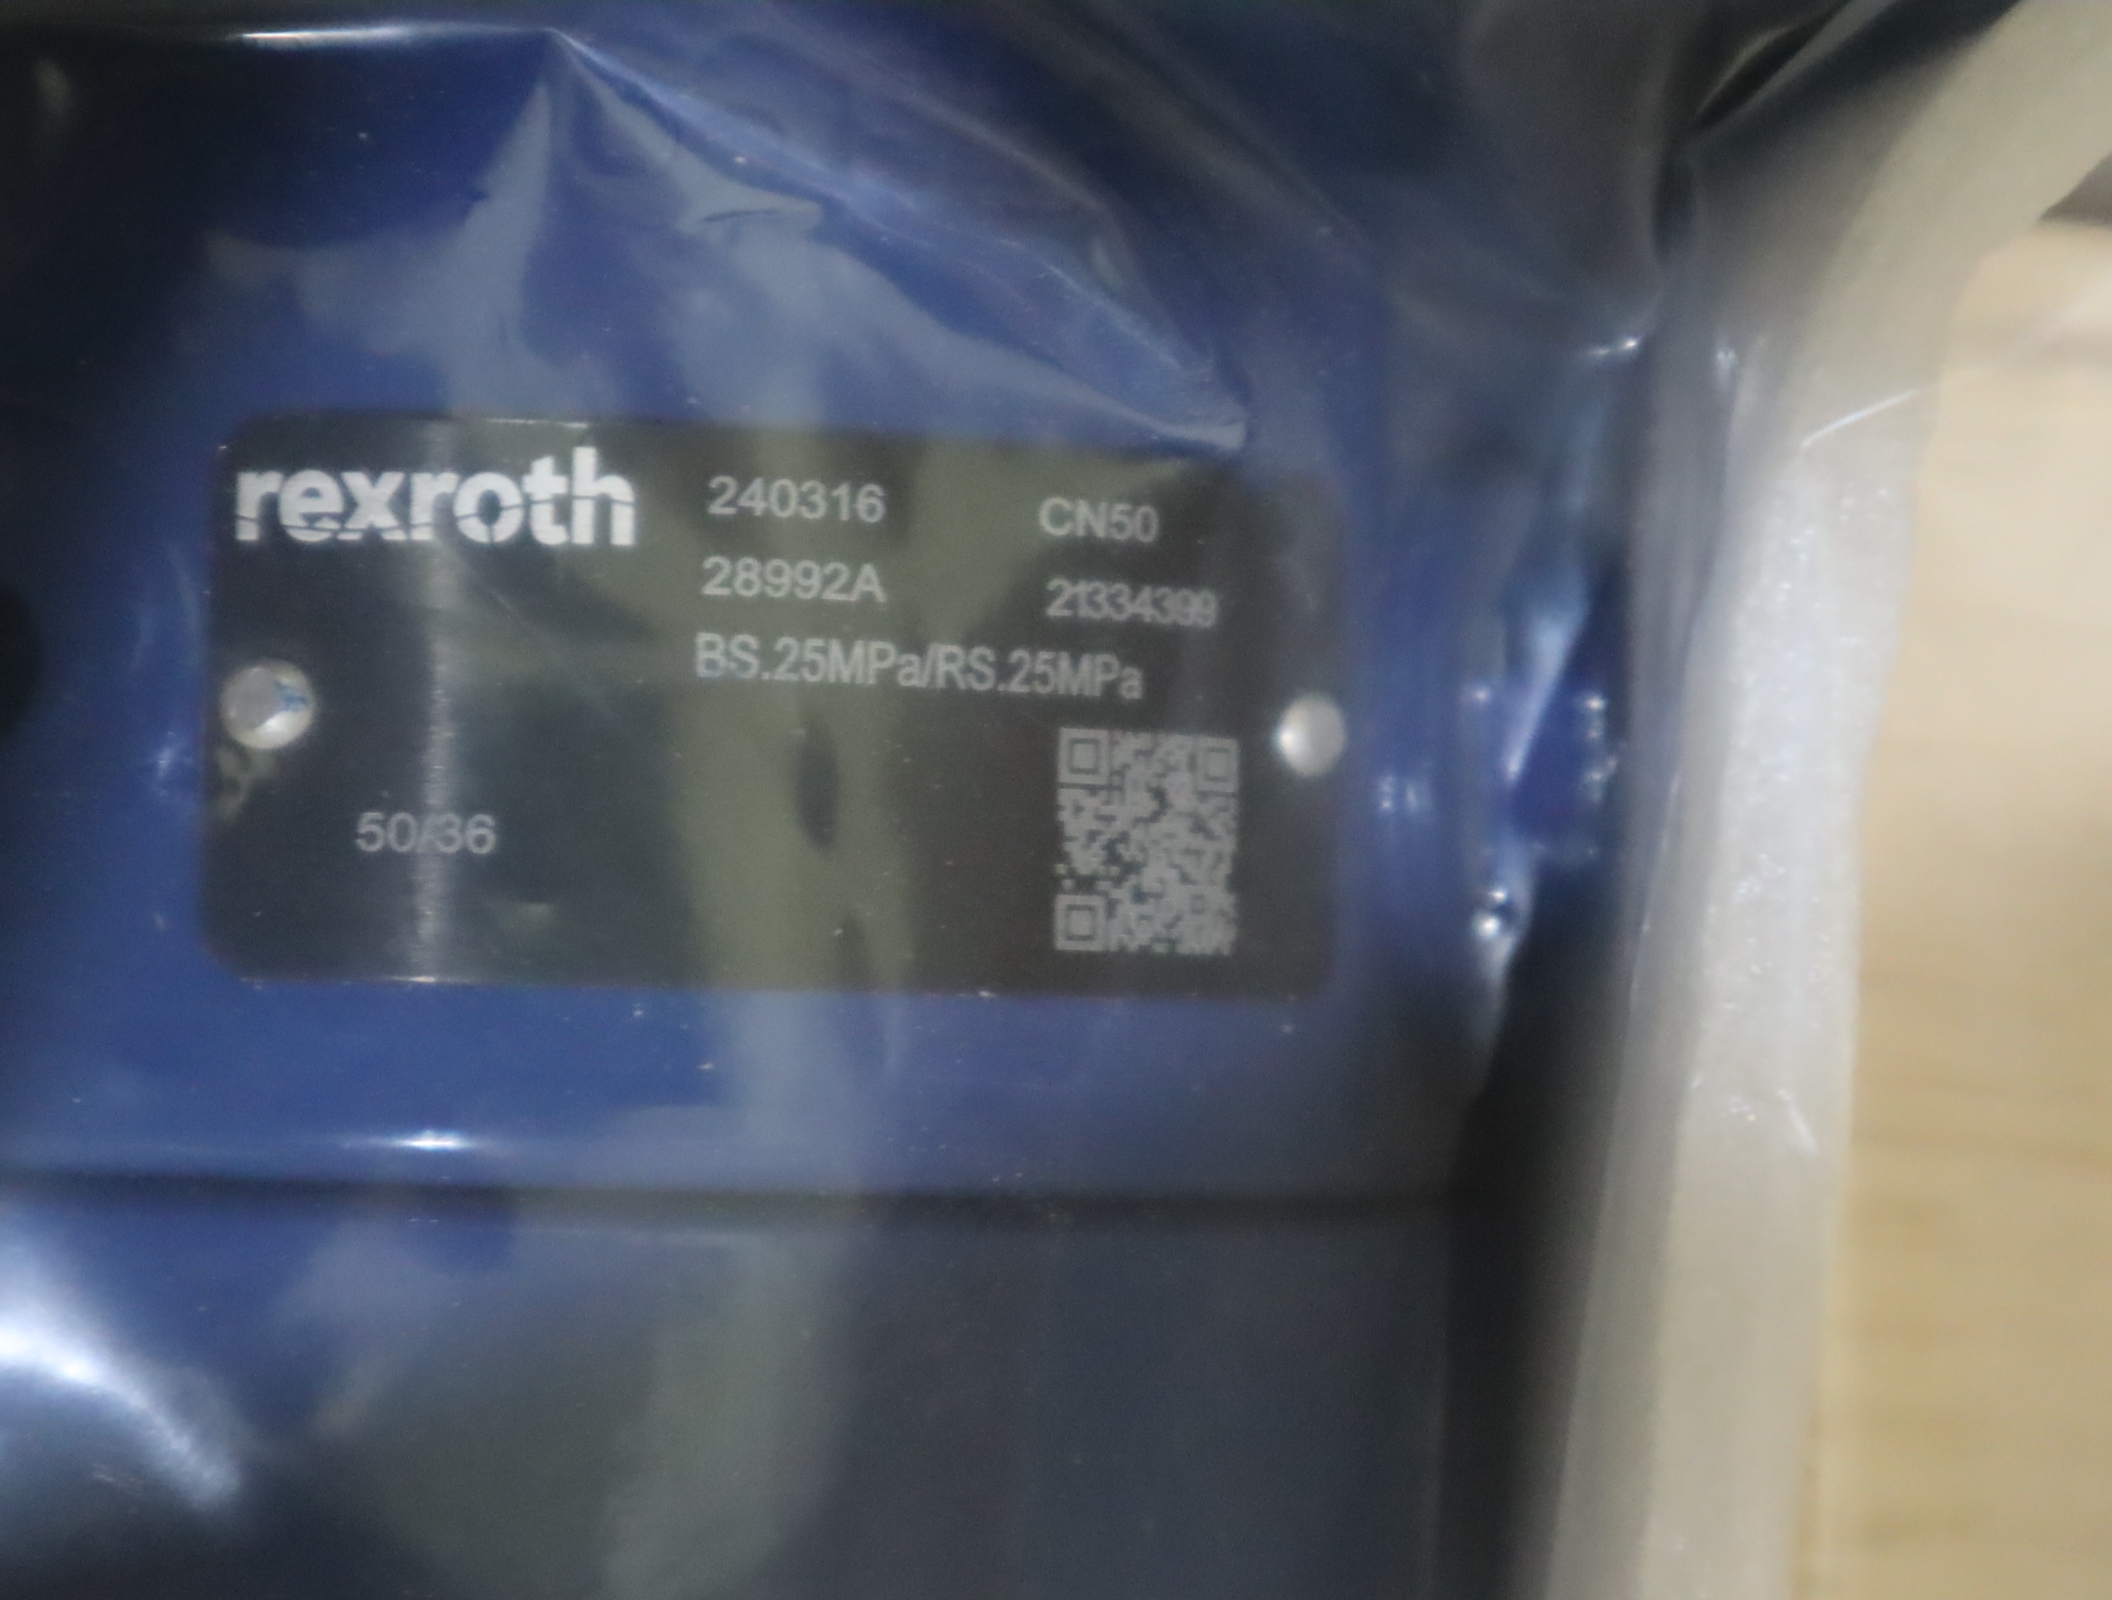 rexroth 240316 CN50
28992A 21334399
BS.25MPa/RS.25MPa
50/36